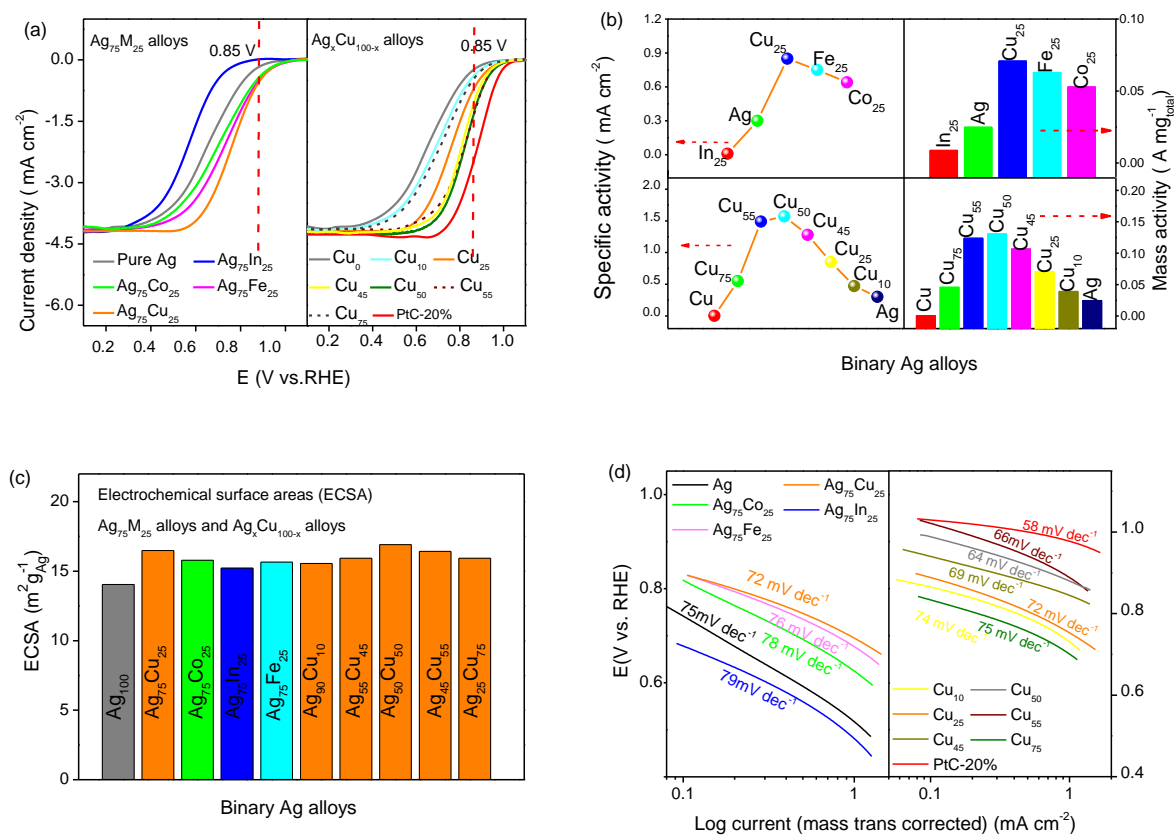 (a)
Ag75M25 alloys
0.85 V
AgxCu100-x alloys
0.85 V
0.0
-1.5
-3.0
-4.5
-6.0
Current density ( mA cm-2)
Pure Ag
Ag75In25
Ag75Co25
Ag75Fe25
Ag75Cu25
Cu0
Cu10
Cu25
Cu45
Cu50
Cu55
Cu75
PtC-20%
0.2 0.4 0.6 0.8 1.0
0.2 0.4 0.6 0.8 1.0
E (V vs.RHE)
(b)
1.2
0.9
0.6
0.3
0.0
In25
Ag
Cu25
Fe25
Co25
In25
Ag
Cu25
Fe25
Co25
0.10
0.05
0.00
2.0
1.5
1.0
0.5
0.0
Cu
Cu75
Cu55
Cu50
Cu45
Cu25
Cu10
Ag
Cu
Cu75
Cu55
Cu50
Cu45
Cu25
Cu10
Ag
0.20
0.15
0.10
0.05
0.00
Specific activity ( mA cm-2)
Mass activity ( A mg-1total)
Binary Ag alloys
(c)
Electrochemical surface areas (ECSA)
Ag75M25 alloys and AgxCu100-x alloys
20
15
10
5
0
ECSA (m2g-1Ag)
Ag100
Ag75Cu25
Ag75Co25
Ag75In25
Ag75Fe25
Ag90Cu10
Ag55Cu45
Ag50Cu50
Ag45Cu55
Ag25Cu75
Binary Ag alloys
(d)
1.0
0.8
0.6
E(V vs. RHE)
Ag
Ag75Cu25
Ag75Co25
Ag75In25
Ag75Fe25
72 mV dec-1
75mV dec-1
76 mV dec-1
78 mV dec-1
79mV dec-1
58 mV dec-1
66mV dec-1
64 mV dec-1
69 mV dec-1
72 mV dec-1
74 mV dec-1
75 mV dec-1
1.0
0.8
0.6
0.4
Cu10
Cu50
Cu25
Cu55
Cu45
Cu75
PtC-20%
0.1 1
0.1 1
Log current (mass trans corrected) (mA cm-2)